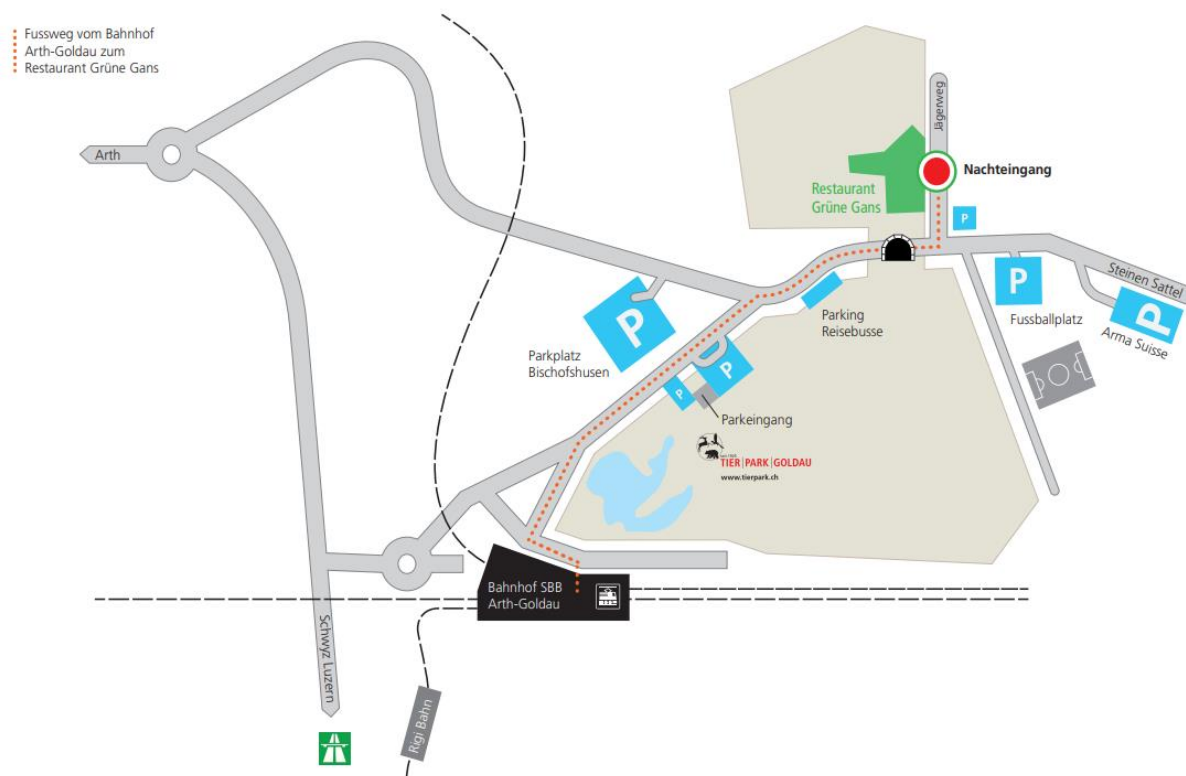 Fussweg vom Bahnhof
Arth-Goldau zum
Restaurant Grüne Gans
Arth
Jägerweg
Nachteingang
Restaurant
Grüne Gans
P
Steinen Sattel
P
Fussballplatz
P
Arma Suisse
Parking
Reisebusse
P
Parkplatz
Bischofshusen
P
P
Parkeingang
TIER|PARK|GOLDAU
www.tierpark.ch
Bahnhof SBB
Arth-Goldau
Schwyz Luzern
Rigi Bahn